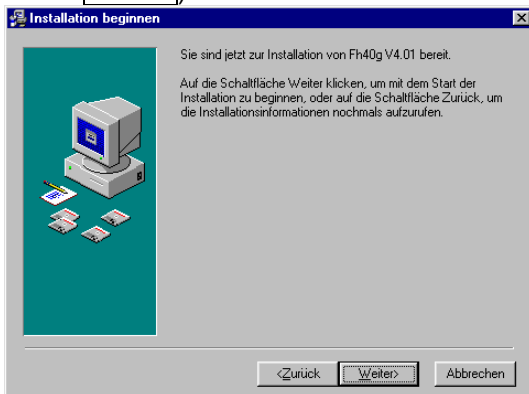 Installation beginnen
Sie sind jetzt zur Installation von Fh40g V4.01 bereit.
Auf die Schaltfläche Weiter klicken, um mit dem Start der
Installation zu beginnen, oder auf die Schaltfläche Zurück, um
die Installationsinformationen nochmals aufzurufen.
<Zurück Weiter> Abbrechen